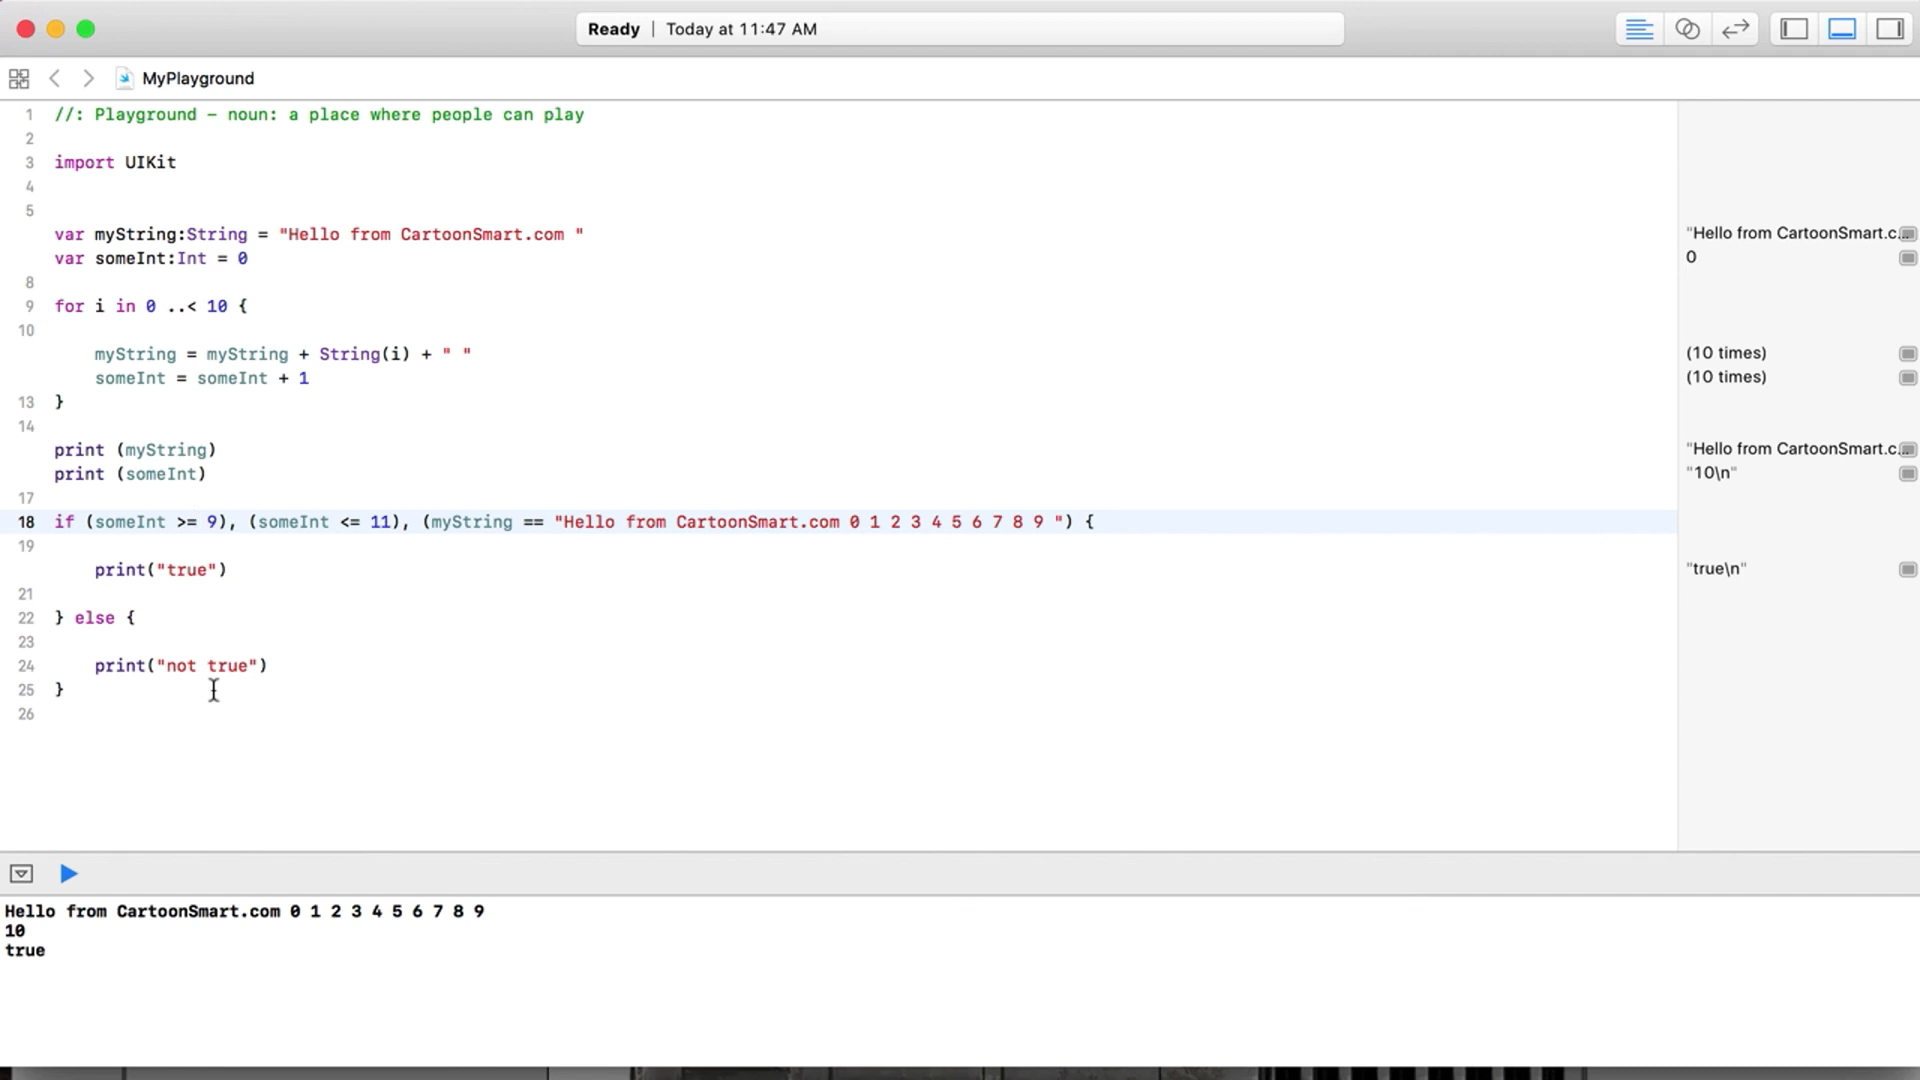 Ready | Today at 11:47 AM
MyPlayground
1 //: Playground – noun: a place where people can play
2
3 import UIKit
4
5
var myString:String = "Hello from CartoonSmart.com " "Hello from CartoonSmart.c...
var someInt:Int = 0 0
8
9 for i in 0 ..< 10 {
10
myString = myString + String(i) + " " (10 times)
someInt = someInt + 1 (10 times)
13 }
14
print (myString) "Hello from CartoonSmart.c...
print (someInt) "10\n"
17
18 if (someInt >= 9), (someInt <= 11), (myString == "Hello from CartoonSmart.com 0 1 2 3 4 5 6 7 8 9 ") {
19
print("true") "true\n"
21
22 } else {
23
24 print("not true")
25 }
26
Hello from CartoonSmart.com 0 1 2 3 4 5 6 7 8 9
10
true